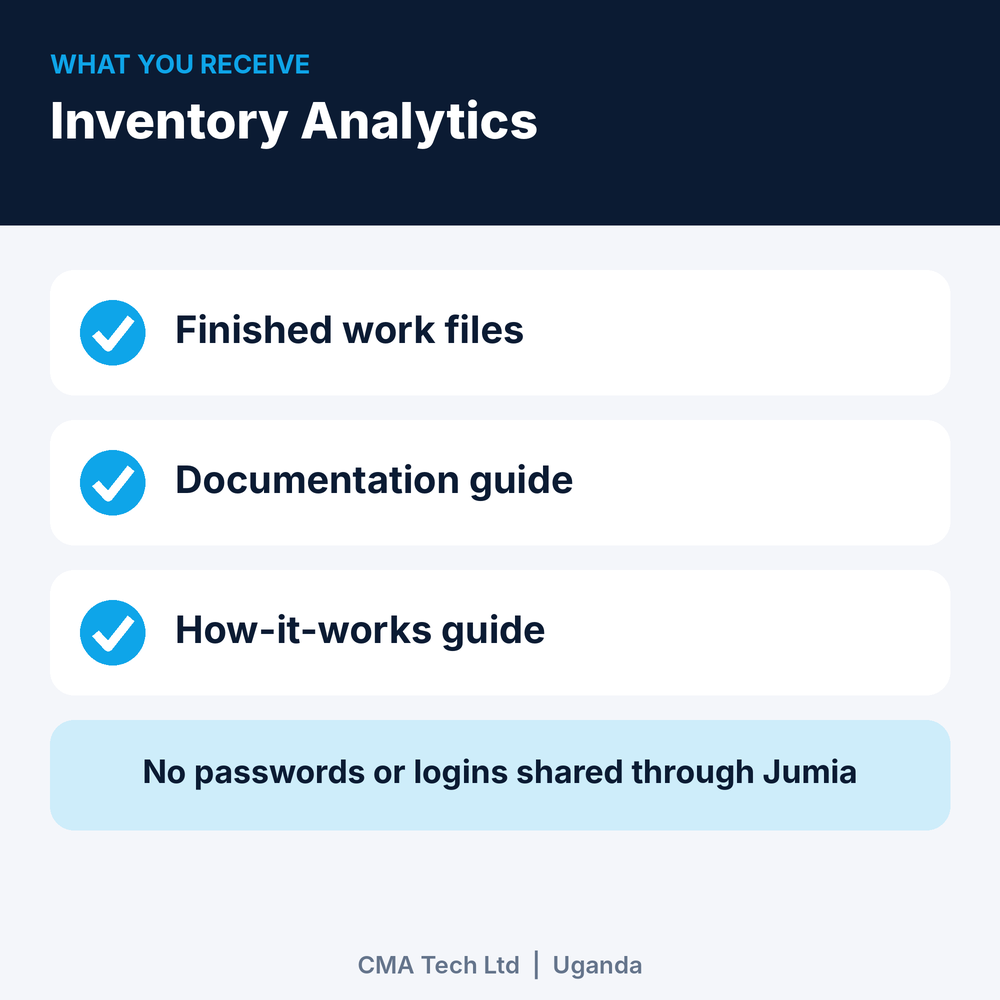 WHAT YOU RECEIVE
Inventory Analytics
Finished work files
Documentation guide
How-it-works guide
No passwords or logins shared through Jumia
CMA Tech Ltd | Uganda